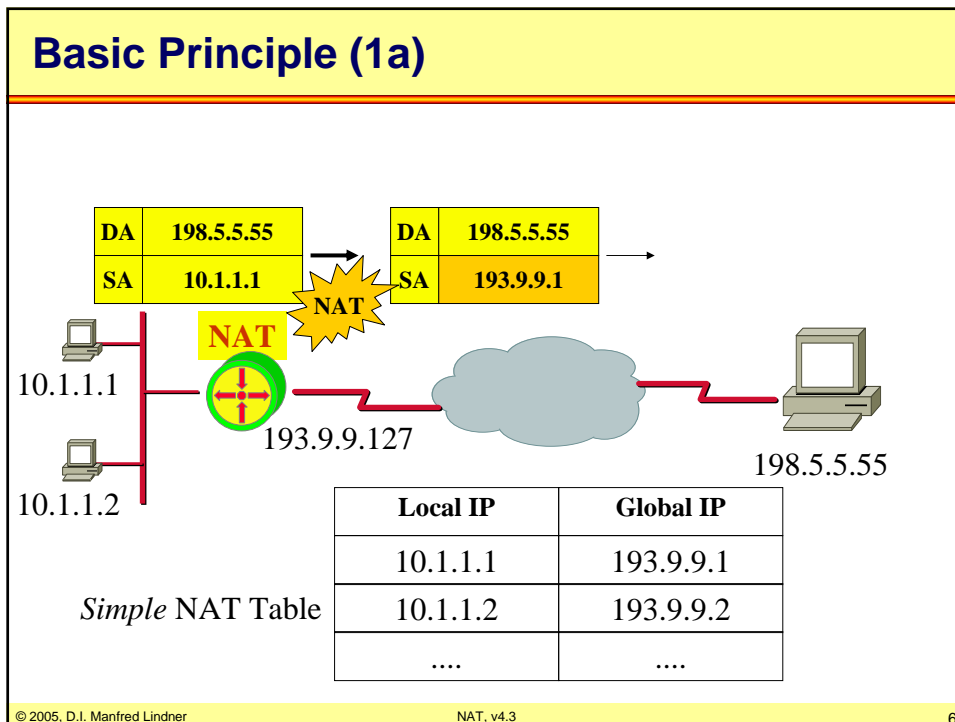 Basic Principle (1a)
DA 198.5.5.55
SA 10.1.1.1
DA 198.5.5.55
SA 193.9.9.1
NAT
NAT
10.1.1.1
193.9.9.127
198.5.5.55
10.1.1.2
Local IP Global IP
10.1.1.1 193.9.9.1
Simple NAT Table 10.1.1.2 193.9.9.2
.... ....
© 2005, D.I. Manfred Lindner NAT, v4.3 6